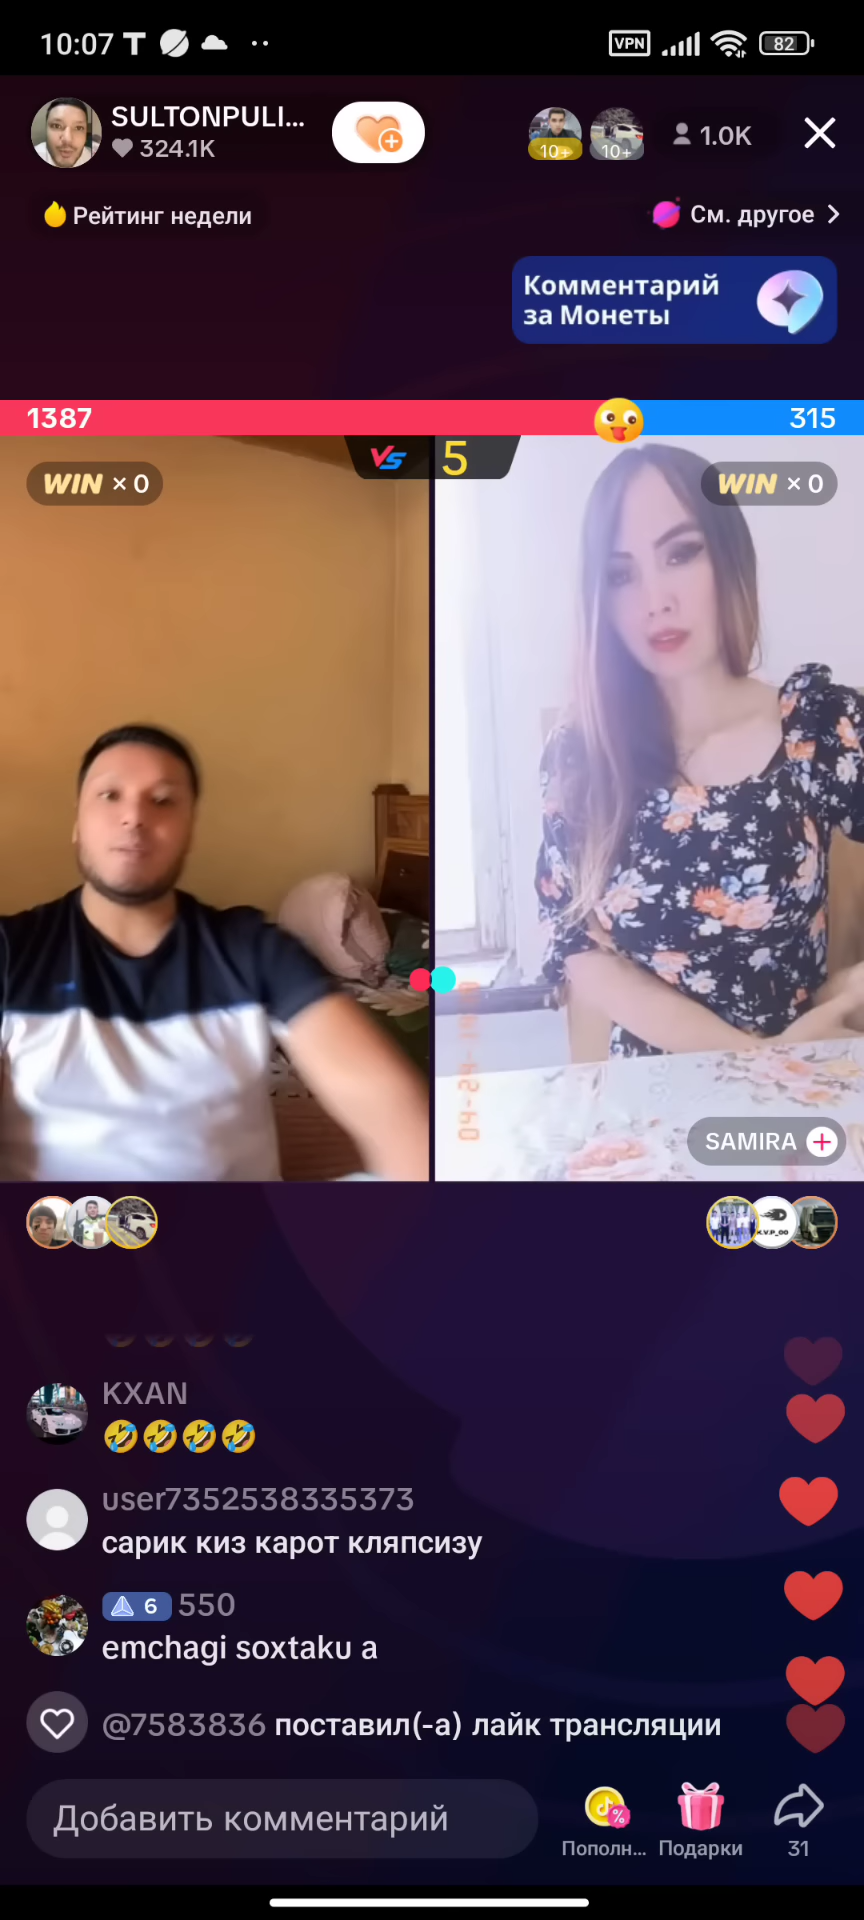 10:07
VPN
82
SULTONPULI...
324.1K
10+
10+
1.0K
Рейтинг недели
См. другое
Комментарий
за Монеты
1387
315
VS
5
WIN × 0
WIN × 0
SAMIRA
KXAN
user7352538335373
сарик киз карот кляпсизу
6 550
emchagi soxtaku a
@7583836 поставил(-а) лайк трансляции
Добавить комментарий
Пополн...
Подарки
31